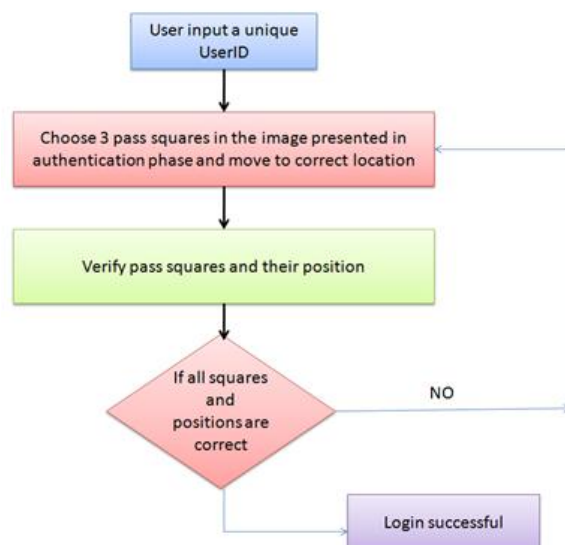 User input a unique
UserID
Choose 3 pass squares in the image presented in
authentication phase and move to correct location
Verify pass squares and their position
If all squares
and
positions are
correct
NO
Login successful